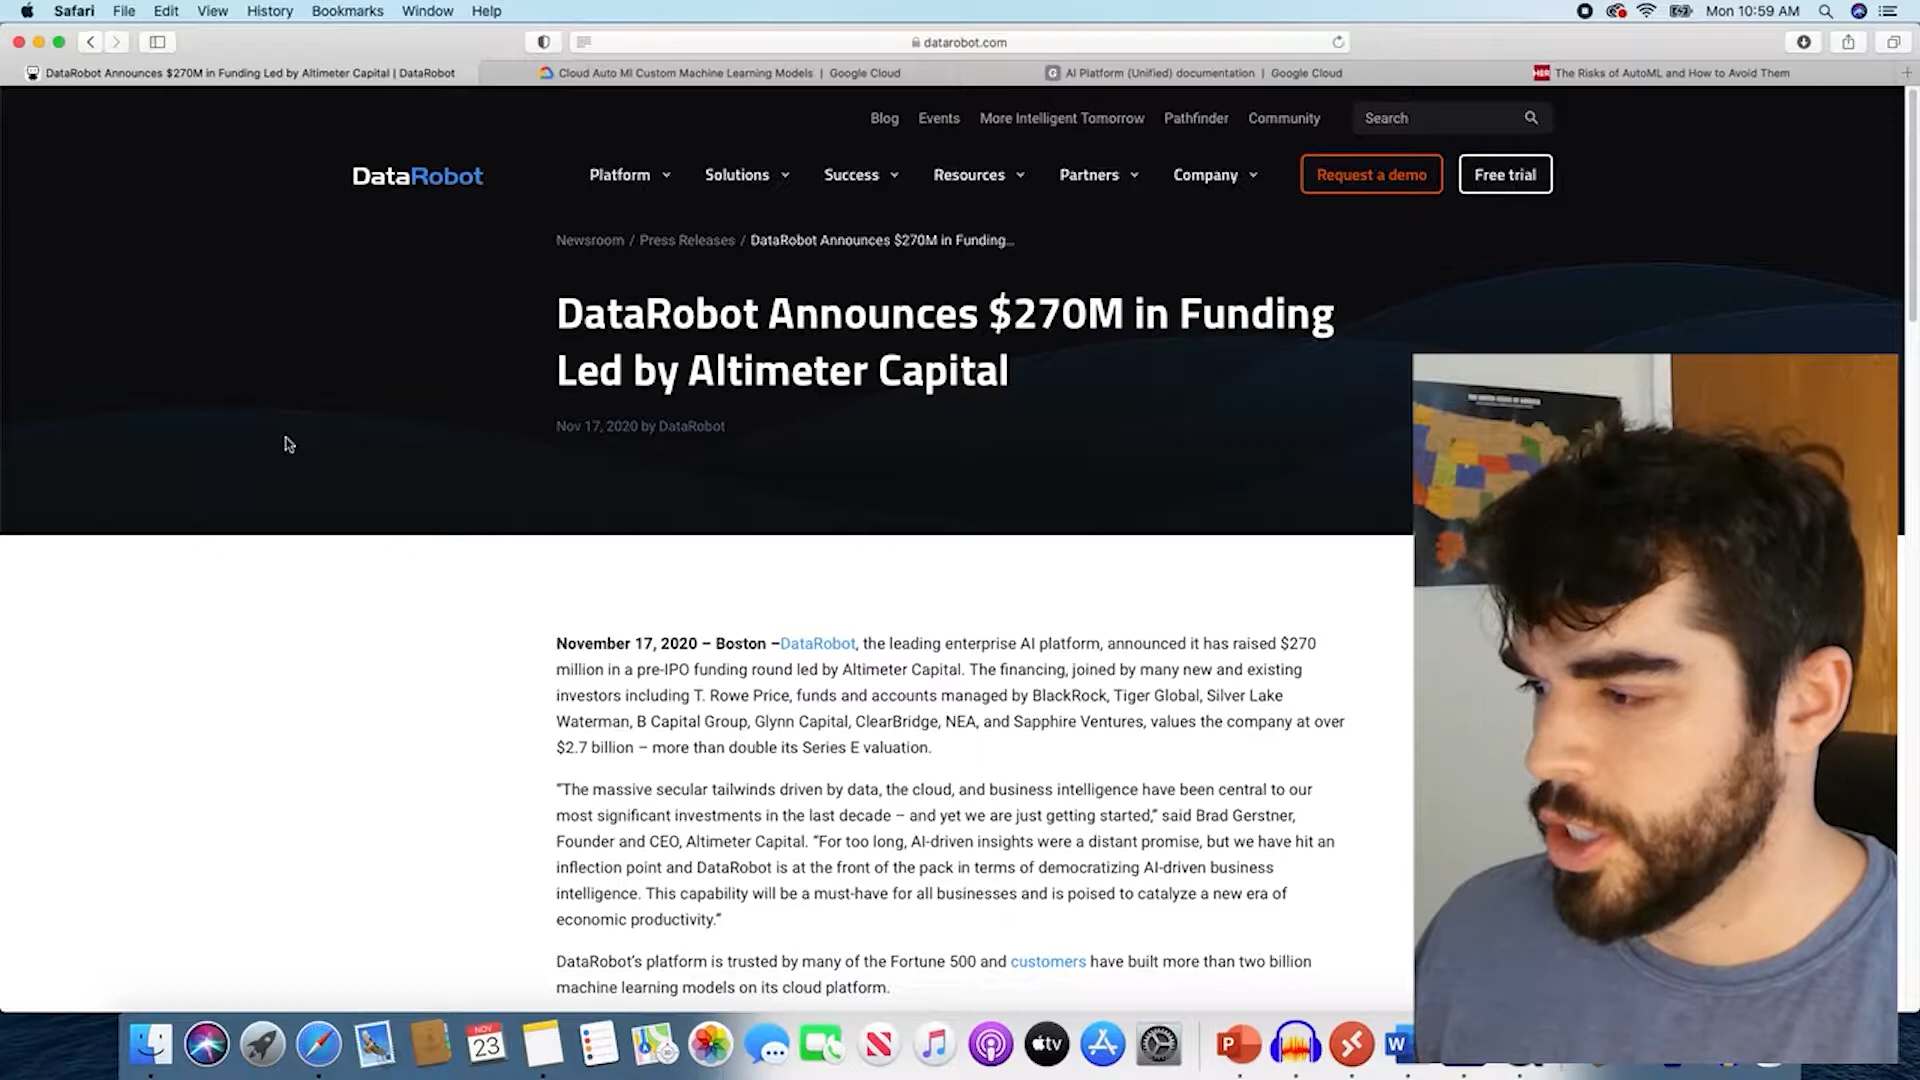 Safari File Edit View History Bookmarks Window Help Mon 10:59 AM
datarobot.com
DataRobot Announces $270M in Funding Led by Altimeter Capital | DataRobot
Cloud Auto Ml Custom Machine Learning Models | Google Cloud
AI Platform (Unified) documentation | Google Cloud
HBR The Risks of AutoML and How to Avoid Them
Blog Events More Intelligent Tomorrow Pathfinder Community Search
DataRobot Platform Solutions Success Resources Partners Company Request a demo Free trial
Newsroom / Press Releases / DataRobot Announces $270M in Funding...
DataRobot Announces $270M in Funding
Led by Altimeter Capital
Nov 17, 2020 by DataRobot
THE UNITED STATES OF AMERICA
November 17, 2020 – Boston –DataRobot, the leading enterprise AI platform, announced it has raised $270
million in a pre-IPO funding round led by Altimeter Capital. The financing, joined by many new and existing
investors including T. Rowe Price, funds and accounts managed by BlackRock, Tiger Global, Silver Lake
Waterman, B Capital Group, Glynn Capital, ClearBridge, NEA, and Sapphire Ventures, values the company at over
$2.7 billion – more than double its Series E valuation.
“The massive secular tailwinds driven by data, the cloud, and business intelligence have been central to our
most significant investments in the last decade – and yet we are just getting started,” said Brad Gerstner,
Founder and CEO, Altimeter Capital. “For too long, AI-driven insights were a distant promise, but we have hit an
inflection point and DataRobot is at the front of the pack in terms of democratizing AI-driven business
intelligence. This capability will be a must-have for all businesses and is poised to catalyze a new era of
economic productivity.”
DataRobot’s platform is trusted by many of the Fortune 500 and customers have built more than two billion
machine learning models on its cloud platform.
NOV
23
tv
P
W